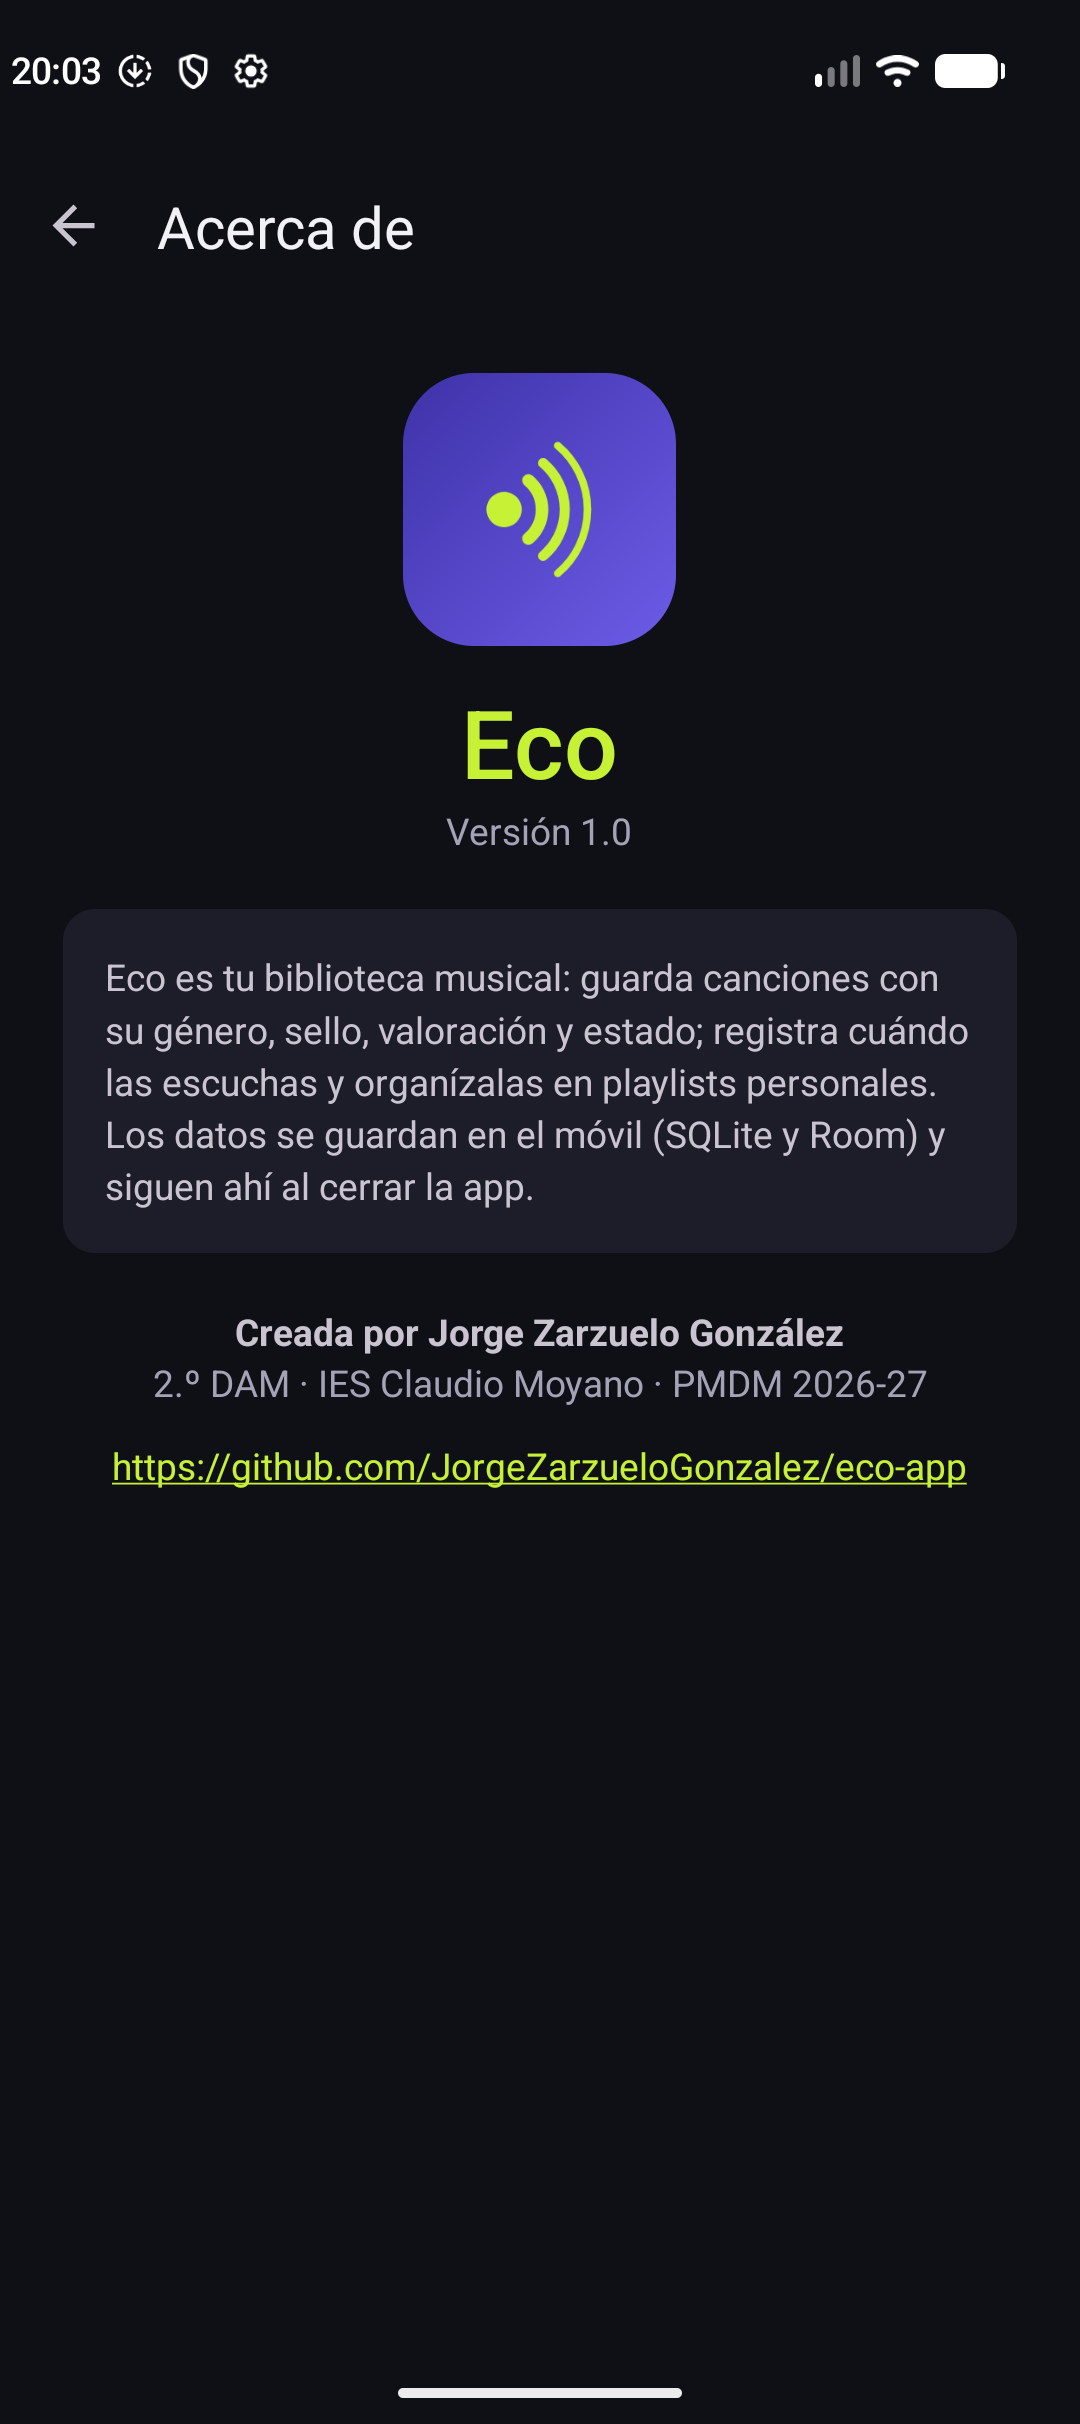 20:03
Acerca de
Eco
Versión 1.0
Eco es tu biblioteca musical: guarda canciones con
su género, sello, valoración y estado; registra cuándo
las escuchas y organízalas en playlists personales.
Los datos se guardan en el móvil (SQLite y Room) y
siguen ahí al cerrar la app.
Creada por Jorge Zarzuelo González
2.º DAM · IES Claudio Moyano · PMDM 2026-27
https://github.com/JorgeZarzueloGonzalez/eco-app